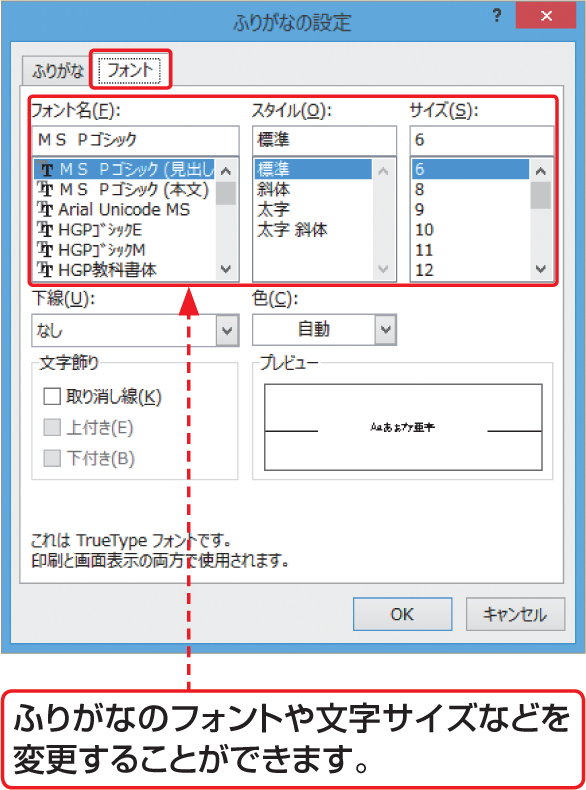 ふりがなの設定
?
ふりがな フォント
フォント名(F): スタイル(O): サイズ(S):
ＭＳ Ｐゴシック 標準 6
ＭＳ Ｐゴシック (見出し 標準 6
ＭＳ Ｐゴシック (本文) 斜体 8
Arial Unicode MS 太字 9
HGPｺﾞｼｯｸE 太字 斜体 10
HGPｺﾞｼｯｸM 11
HGP教科書体 12
下線(U): 色(C):
なし 自動
文字飾り プレビュー
取り消し線(K)
上付き(E)
下付き(B)
Aaあぁアァ亜宇
これは TrueType フォントです。
印刷と画面表示の両方で使用されます。
OK キャンセル
ふりがなのフォントや文字サイズなどを
変更することができます。